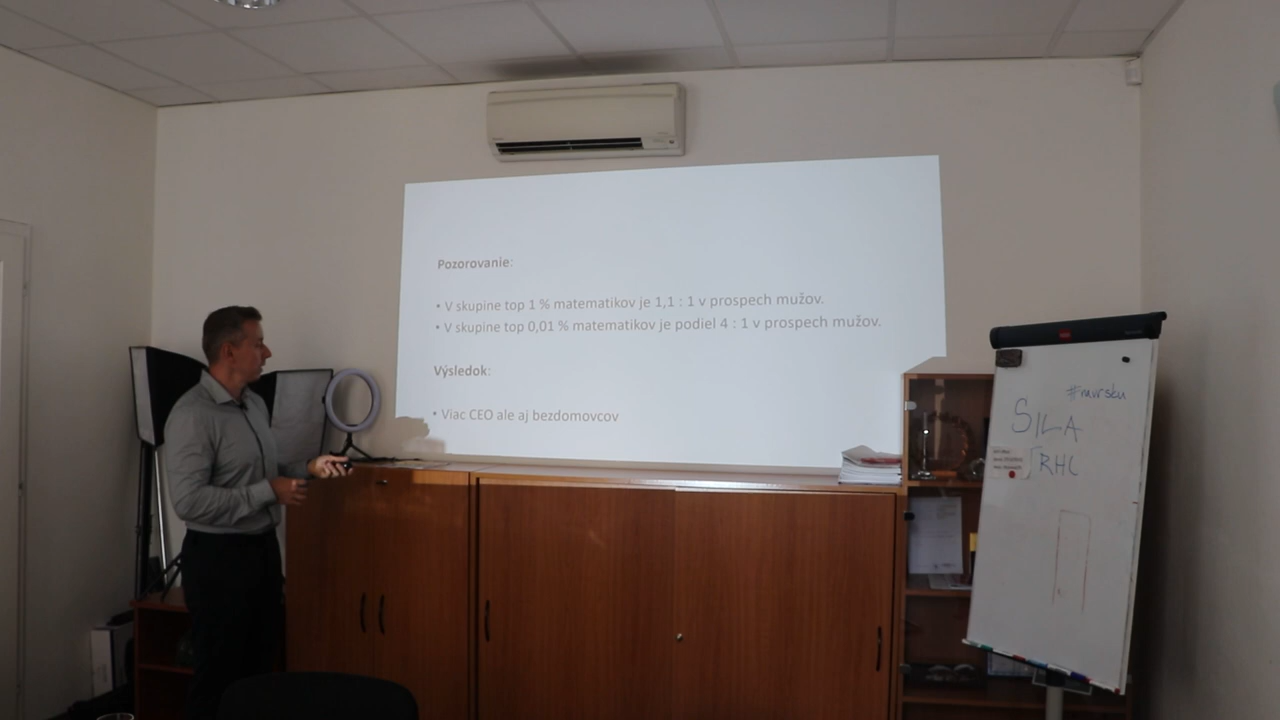 Pozorovanie:
• V skupine top 1 % matematikov je 1,1 : 1 v prospech mužov.
• V skupine top 0,01 % matematikov je podiel 4 : 1 v prospech mužov.
Výsledok:
• Viac CEO ale aj bezdomovcov
#mvrsku
SILA
RHC